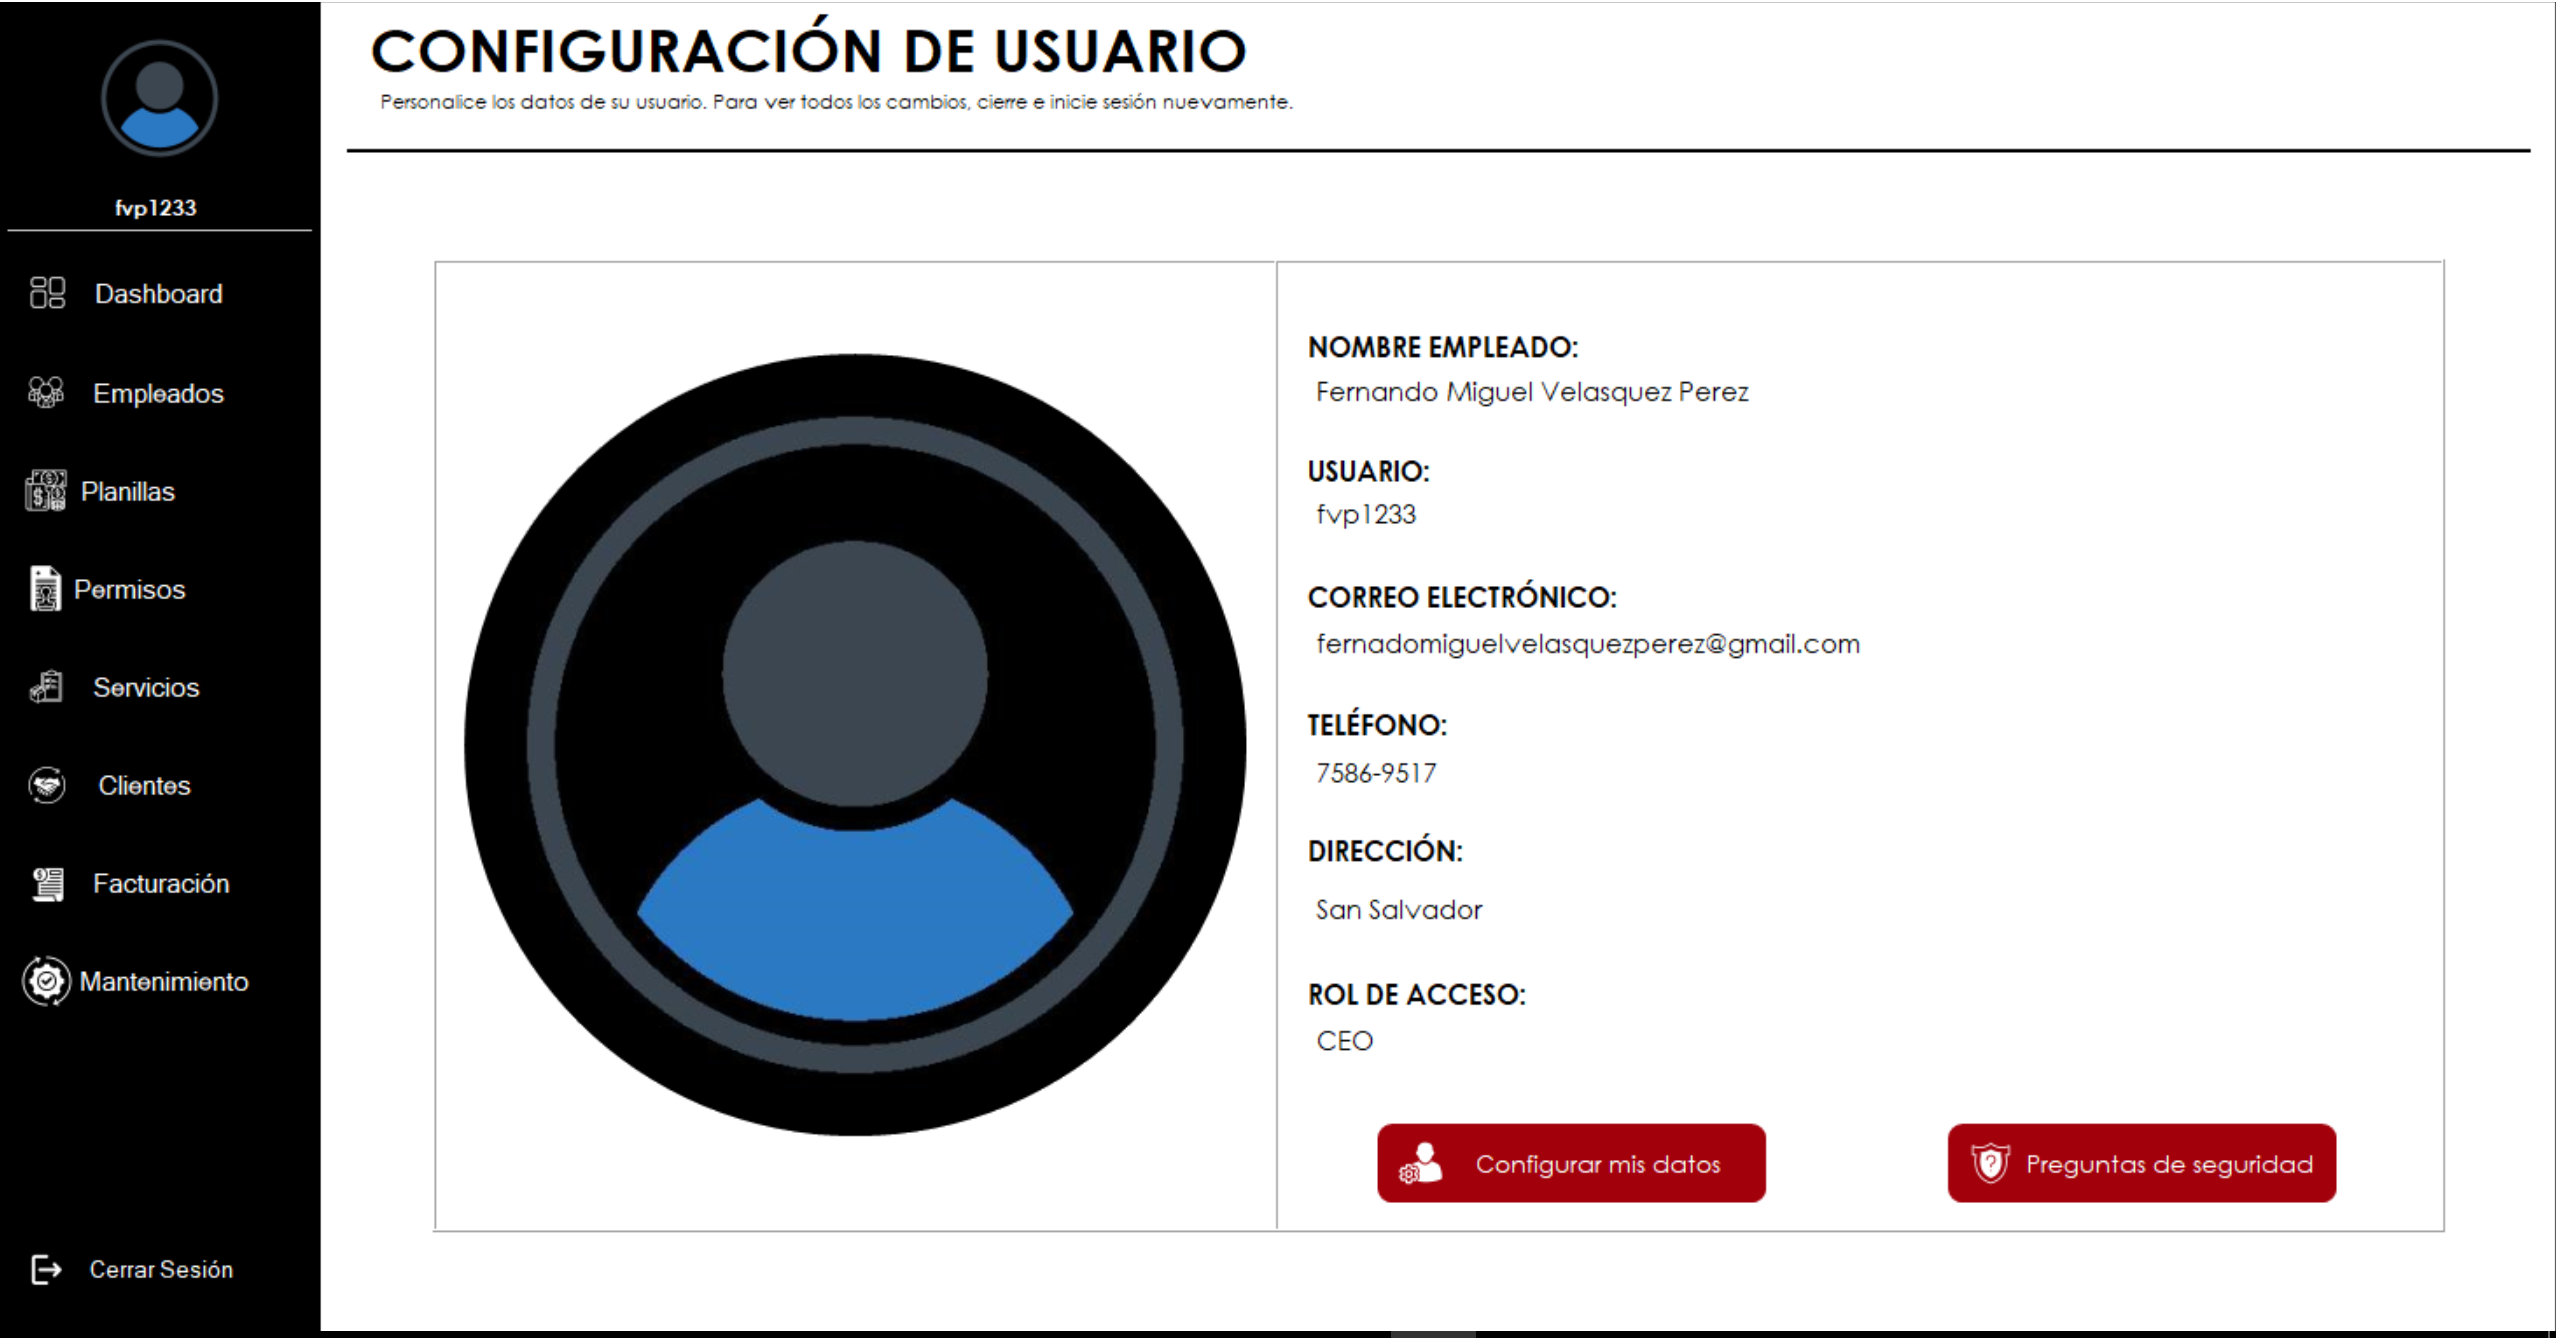 fvp1233
Dashboard
Empleados
Planillas
Permisos
Servicios
Clientes
Facturación
Mantenimiento
Cerrar Sesión
CONFIGURACIÓN DE USUARIO
Personalice los datos de su usuario. Para ver todos los cambios, cierre e inicie sesión nuevamente.
NOMBRE EMPLEADO:
Fernando Miguel Velasquez Perez
USUARIO:
fvp1233
CORREO ELECTRÓNICO:
fernadomiguelvelasquezperez@gmail.com
TELÉFONO:
7586-9517
DIRECCIÓN:
San Salvador
ROL DE ACCESO:
CEO
Configurar mis datos
Preguntas de seguridad